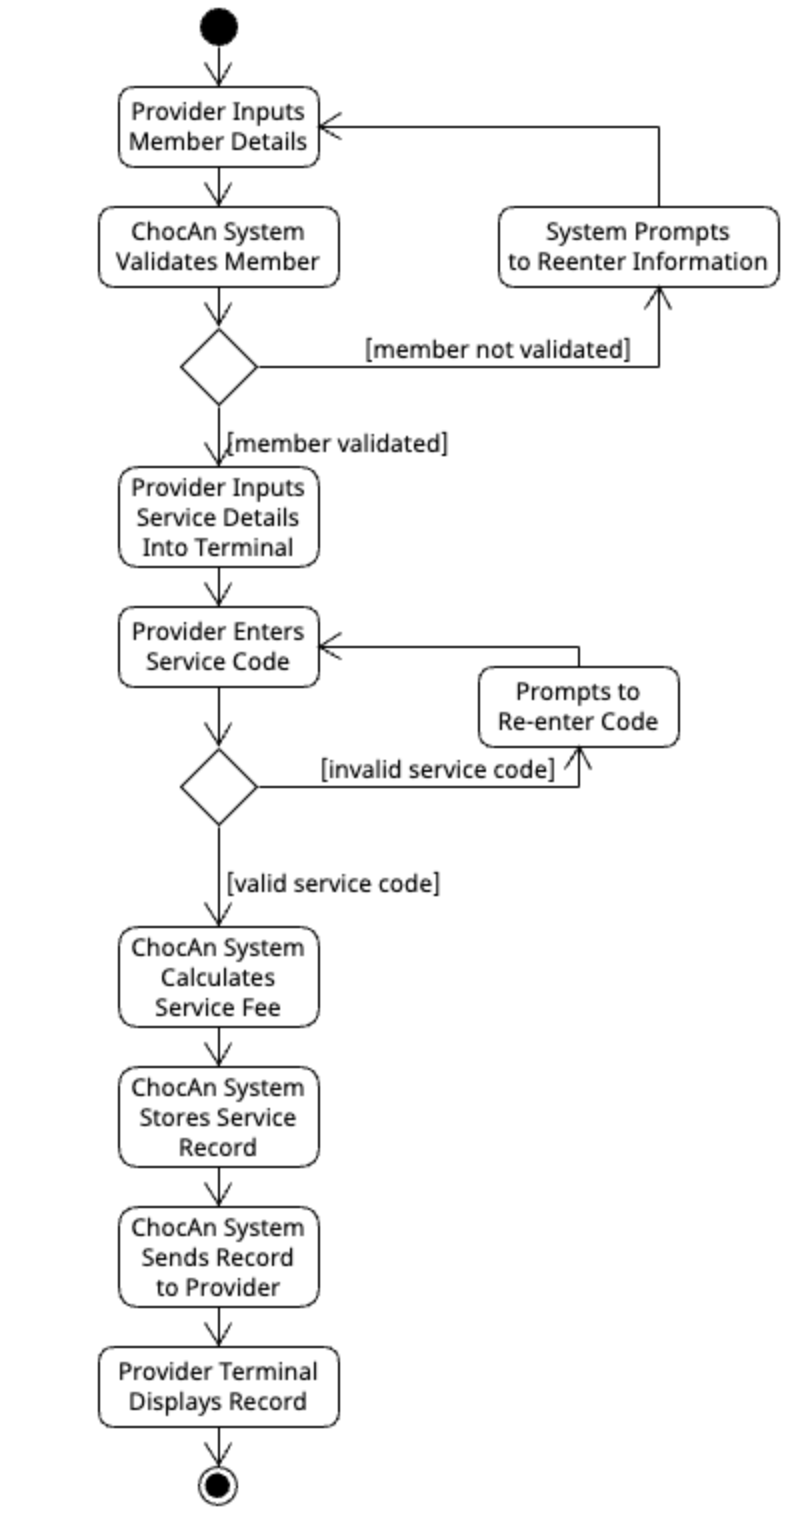 Provider Inputs
Member Details
ChocAn System
Validates Member
System Prompts
to Reenter Information
[member not validated]
[member validated]
Provider Inputs
Service Details
Into Terminal
Provider Enters
Service Code
Prompts to
Re-enter Code
[invalid service code]
[valid service code]
ChocAn System
Calculates
Service Fee
ChocAn System
Stores Service
Record
ChocAn System
Sends Record
to Provider
Provider Terminal
Displays Record